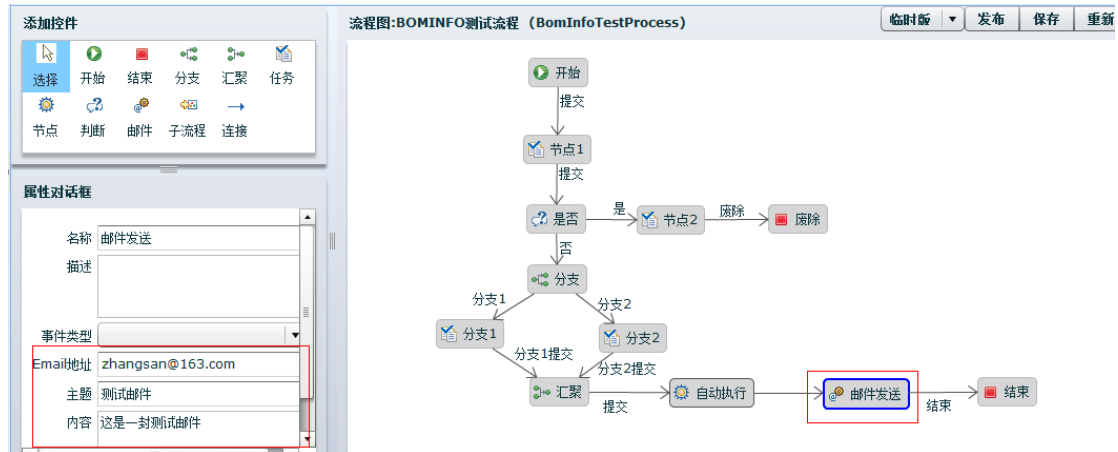 添加控件
选择 开始 结束 分支 汇聚 任务
节点 判断 邮件 子流程 连接
属性对话框
名称 邮件发送
描述
事件类型
Email地址 zhangsan@163.com
主题 测试邮件
内容 这是一封测试邮件
流程图:BOMINFO测试流程 (BomInfoTestProcess)
临时版 发布 保存 重新
开始
提交
节点1
提交
是否 是 节点2 废除 废除
否
分支
分支1 分支2
分支1 分支2
分支1提交 分支2提交
汇聚 提交 自动执行 邮件发送 结束 结束